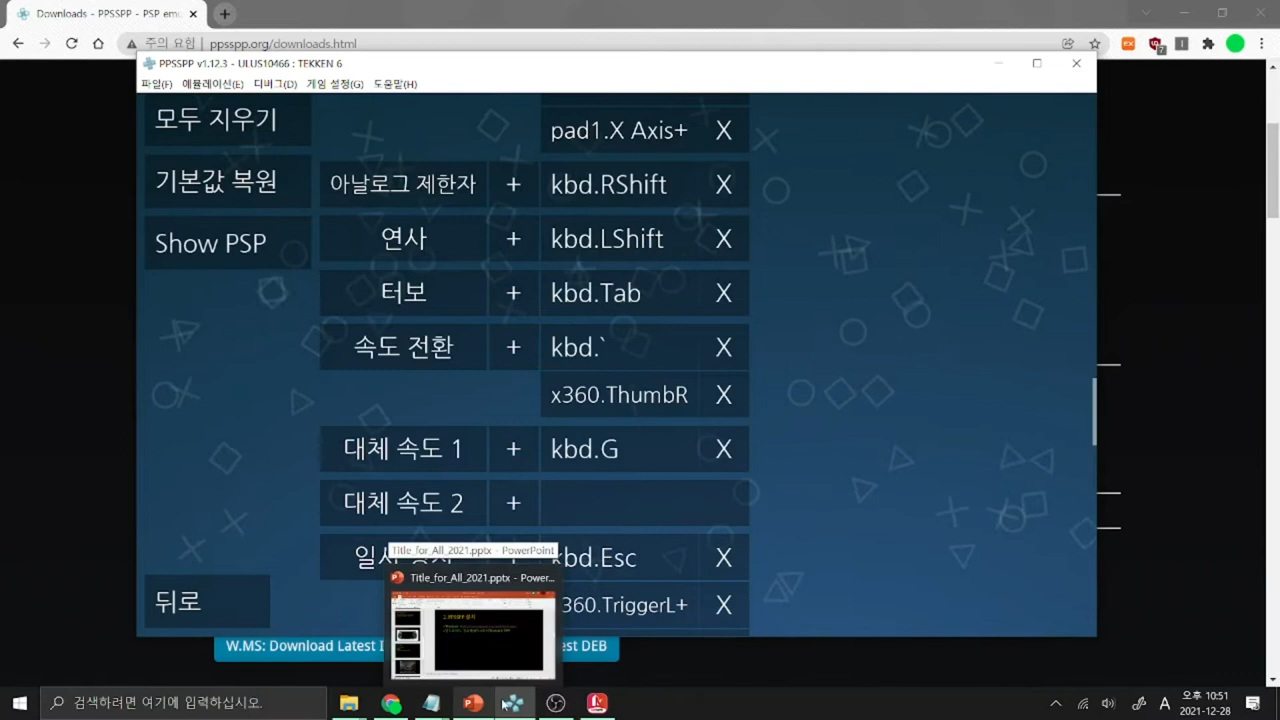 Downloads - PPSSPP - PSP emu
주의 요함
ppsspp.org/downloads.html
PPSSPP v1.12.3 - ULUS10466 : TEKKEN 6
파일(F) 애뮬레이션(E) 디버그(D) 게임 설정(G) 도움말(H)
모두 지우기
기본값 복원
Show PSP
뒤로
pad1.X Axis+ X
아날로그 제한자 + kbd.RShift X
연사 + kbd.LShift X
터보 + kbd.Tab X
속도 전환 + kbd.` X
x360.ThumbR X
대체 속도 1 + kbd.G X
대체 속도 2 +
kbd.Esc X
360.TriggerL+ X
Title_for_All_2021.pptx - PowerPoint
Title_for_All_2021.pptx - Power...
W.MS: Download Latest
est DEB
검색하려면 여기에 입력하십시오.
A
오후 10:51
2021-12-28